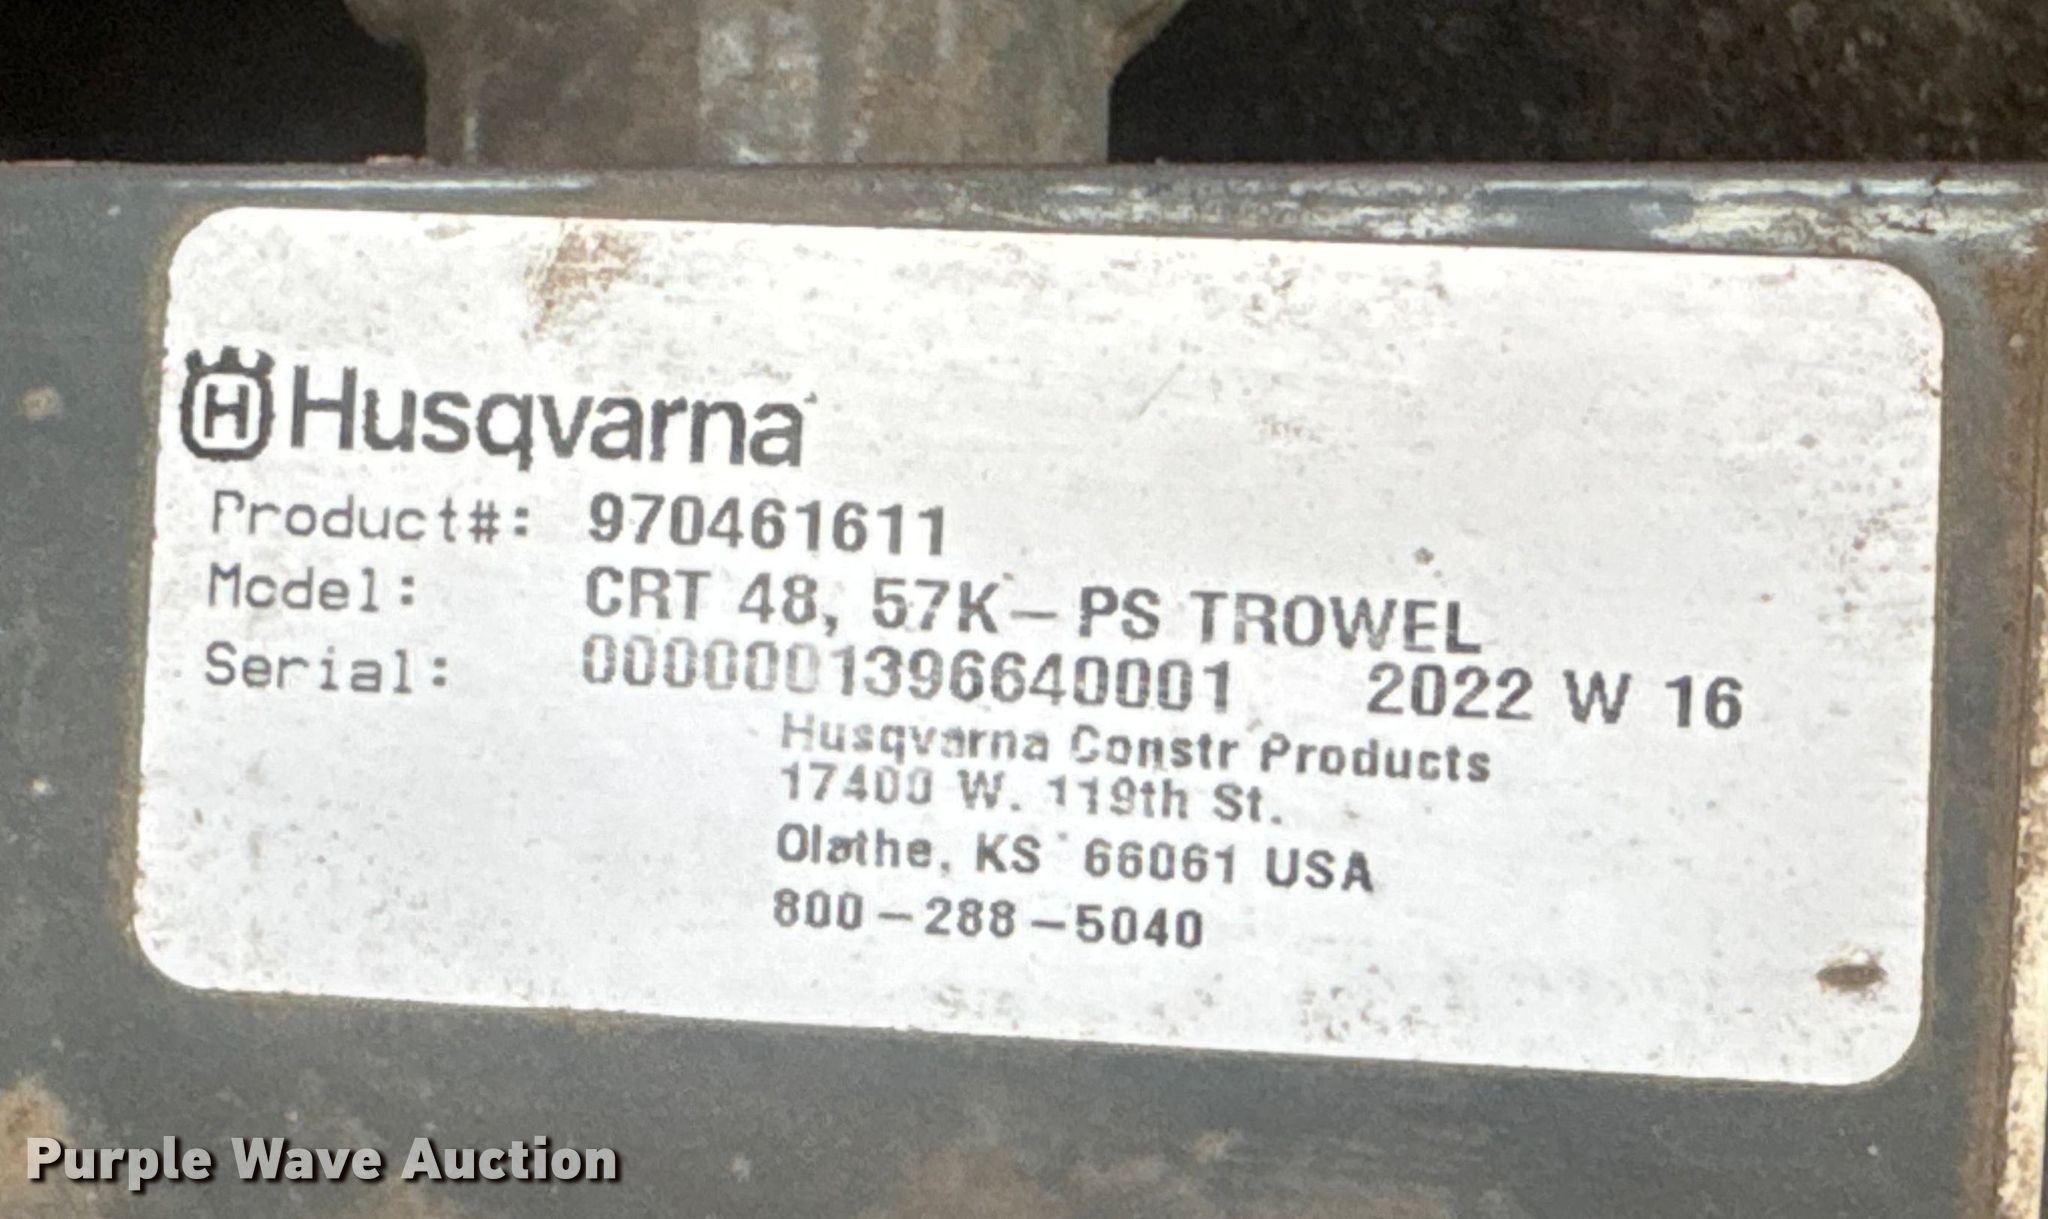 H Husqvarna
Product#: 970461611
Model: CRT 48, 57K-PS TROWEL
Serial: 0000001396640001 2022 W 16
Husqvarna Constr Products
17400 W. 119th St.
Olathe, KS 66061 USA
800-288-5040
Purple Wave Auction